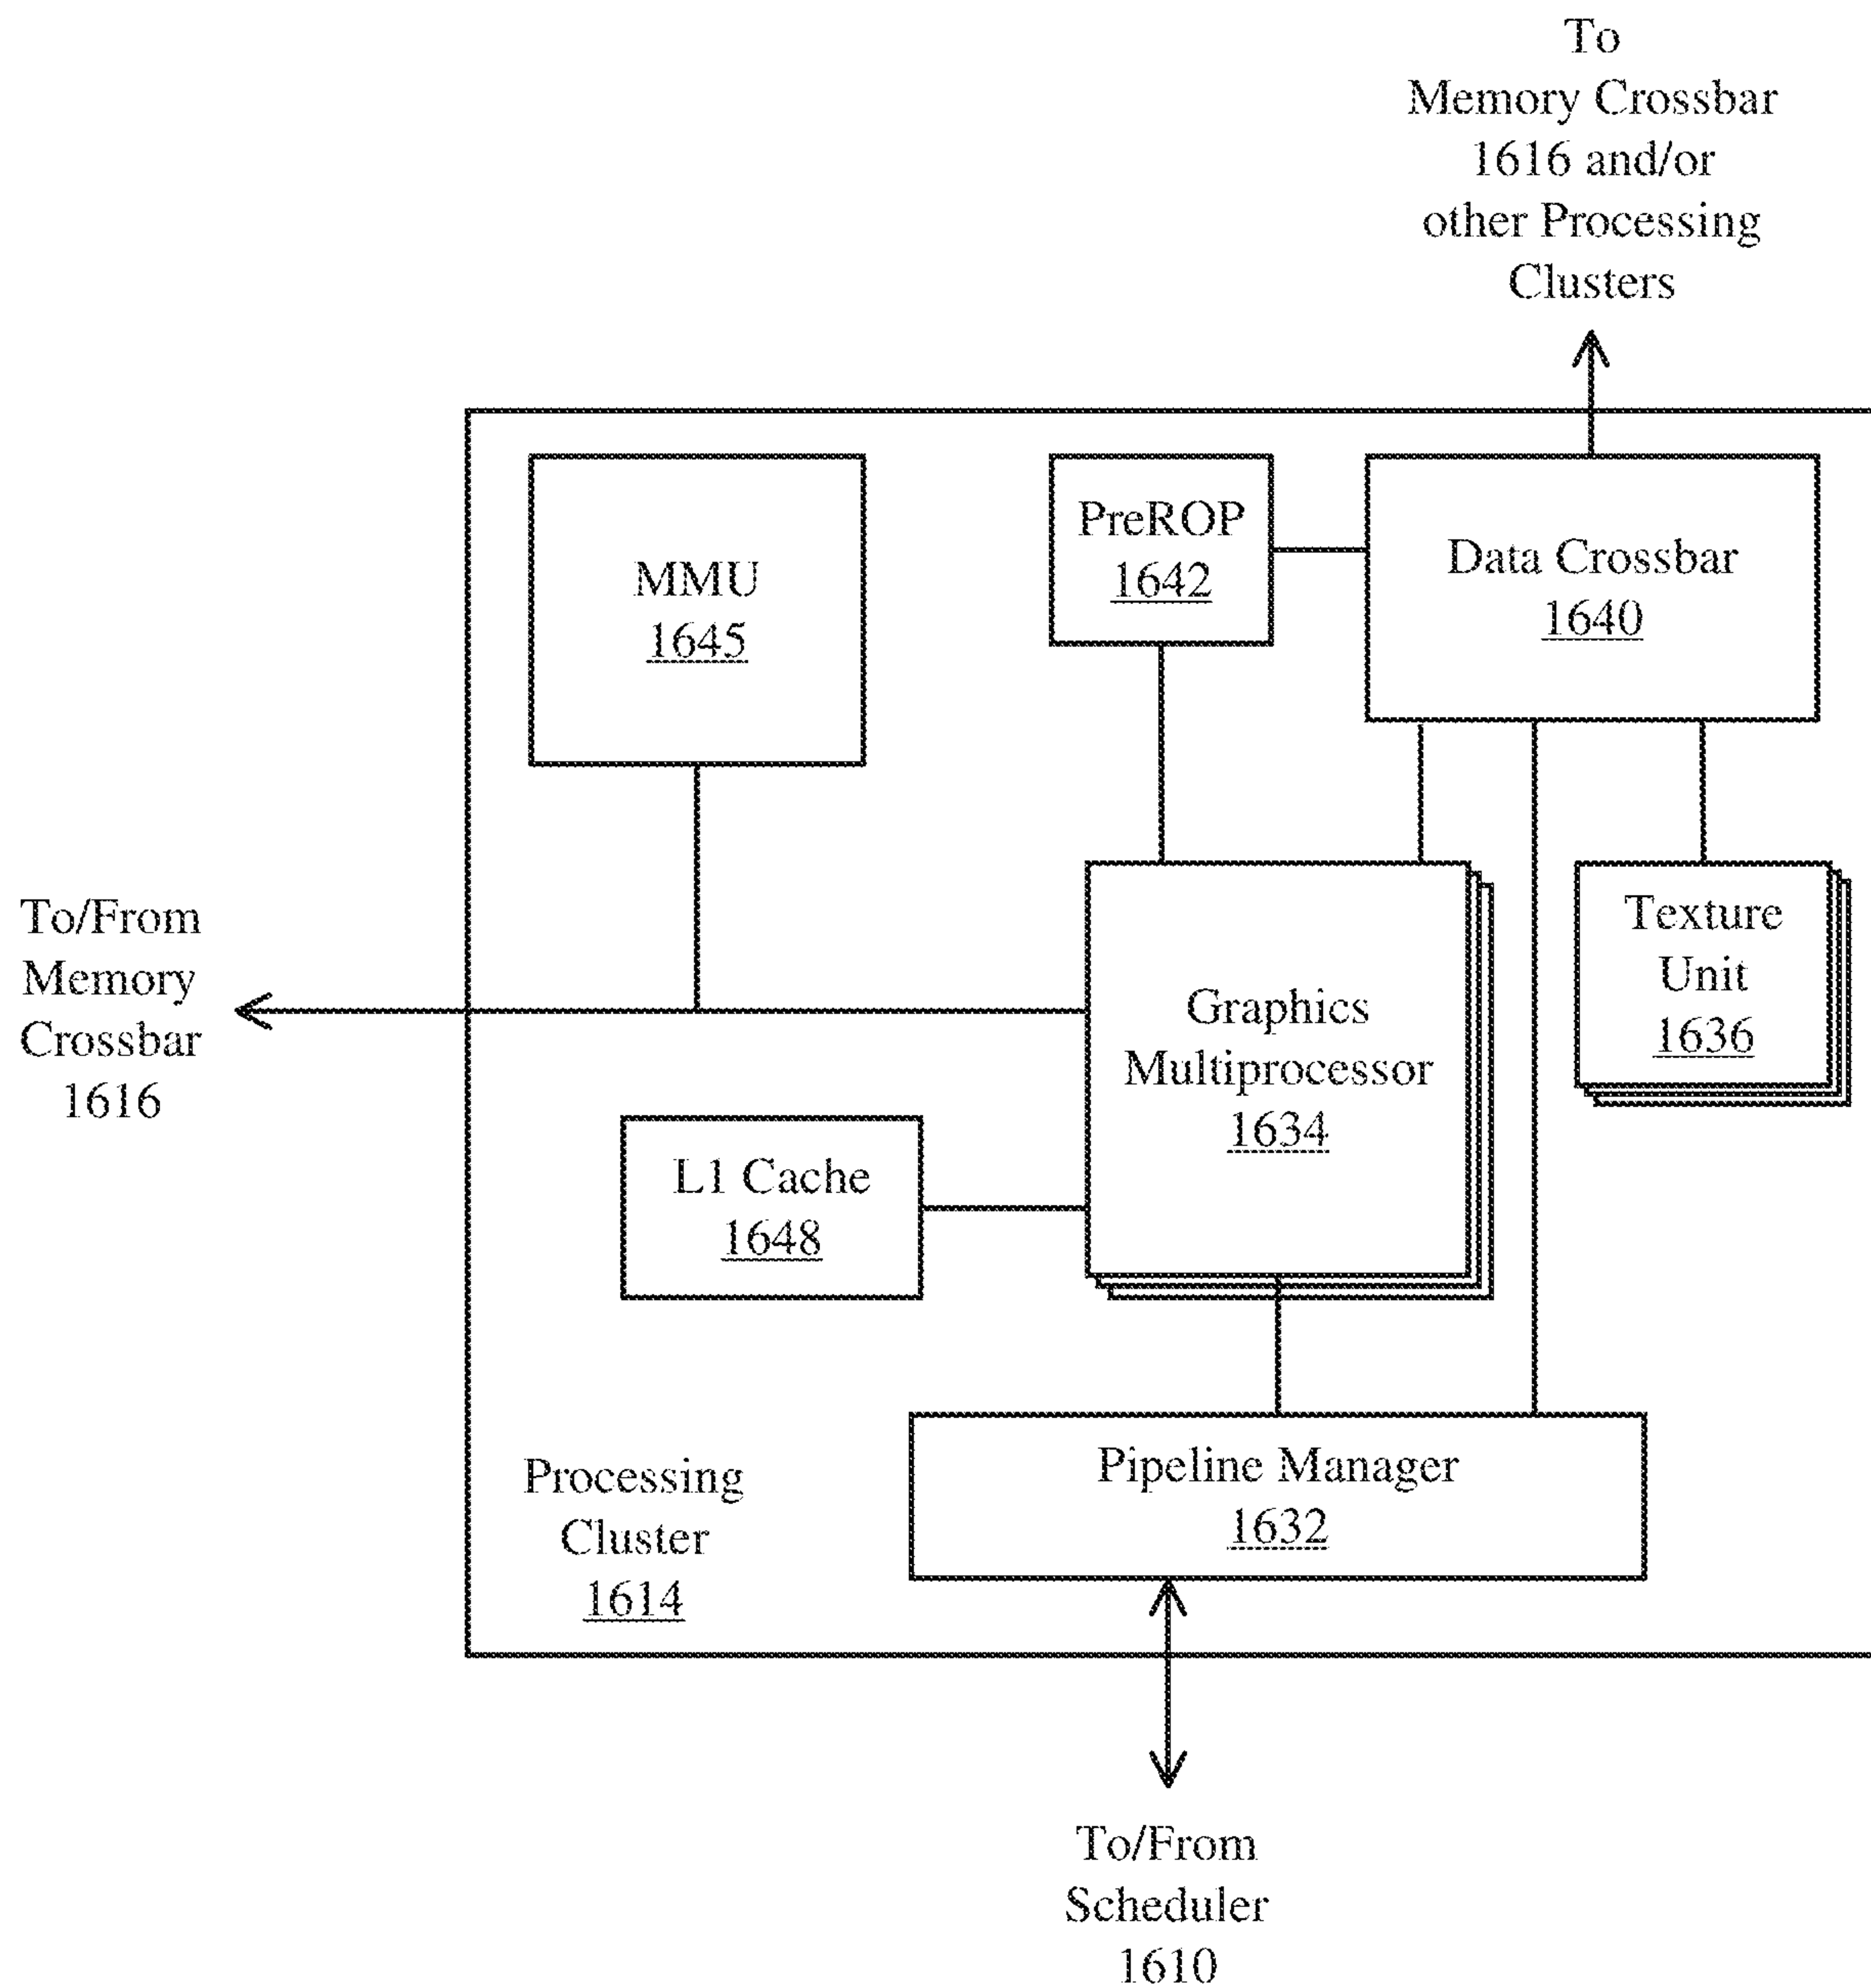 To
Memory Crossbar
1616 and/or
other Processing
Clusters
MMU
1645
PreROP
1642
Data Crossbar
1640
To/From
Memory
Crossbar
1616
Graphics
Multiprocessor
1634
Texture
Unit
1636
L1 Cache
1648
Processing
Cluster
1614
Pipeline Manager
1632
To/From
Scheduler
1610